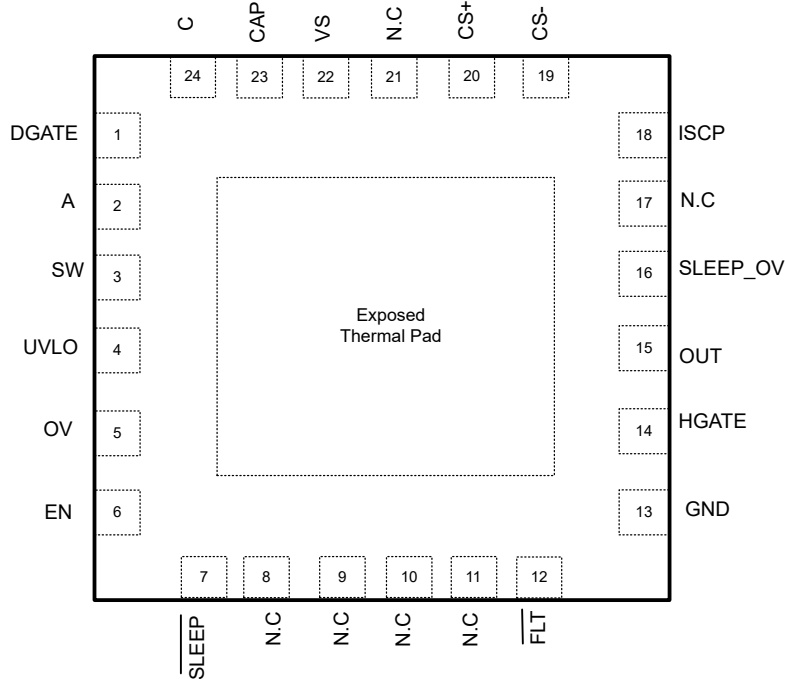 C
CAP
VS
N.C
CS+
CS-
24
23
22
21
20
19
DGATE
1
18
ISCP
A
2
17
N.C
SW
3
16
SLEEP_OV
Exposed
Thermal Pad
UVLO
4
15
OUT
OV
5
14
HGATE
EN
6
13
GND
7
8
9
10
11
12
SLEEP
N.C
N.C
N.C
N.C
FLT